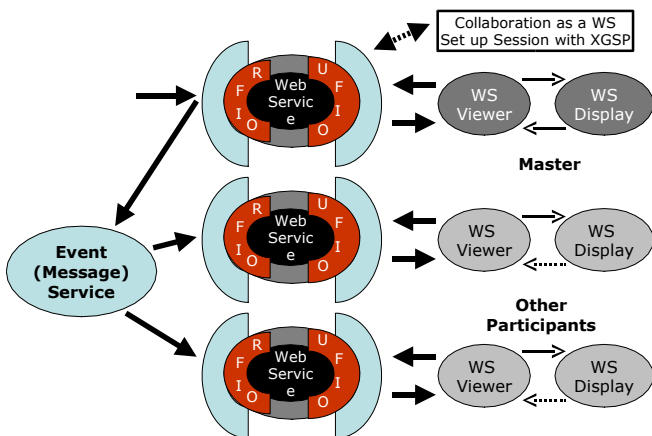 Collaboration as a WS
Set up Session with XGSP
R
F
I
O
Web
Servic
e
U
F
I
O
WS
Viewer
WS
Display
Master
Event
(Message)
Service
R
F
I
O
Web
Servic
e
U
F
I
O
WS
Viewer
WS
Display
Other
Participants
R
F
I
O
Web
Servic
e
U
F
I
O
WS
Viewer
WS
Display